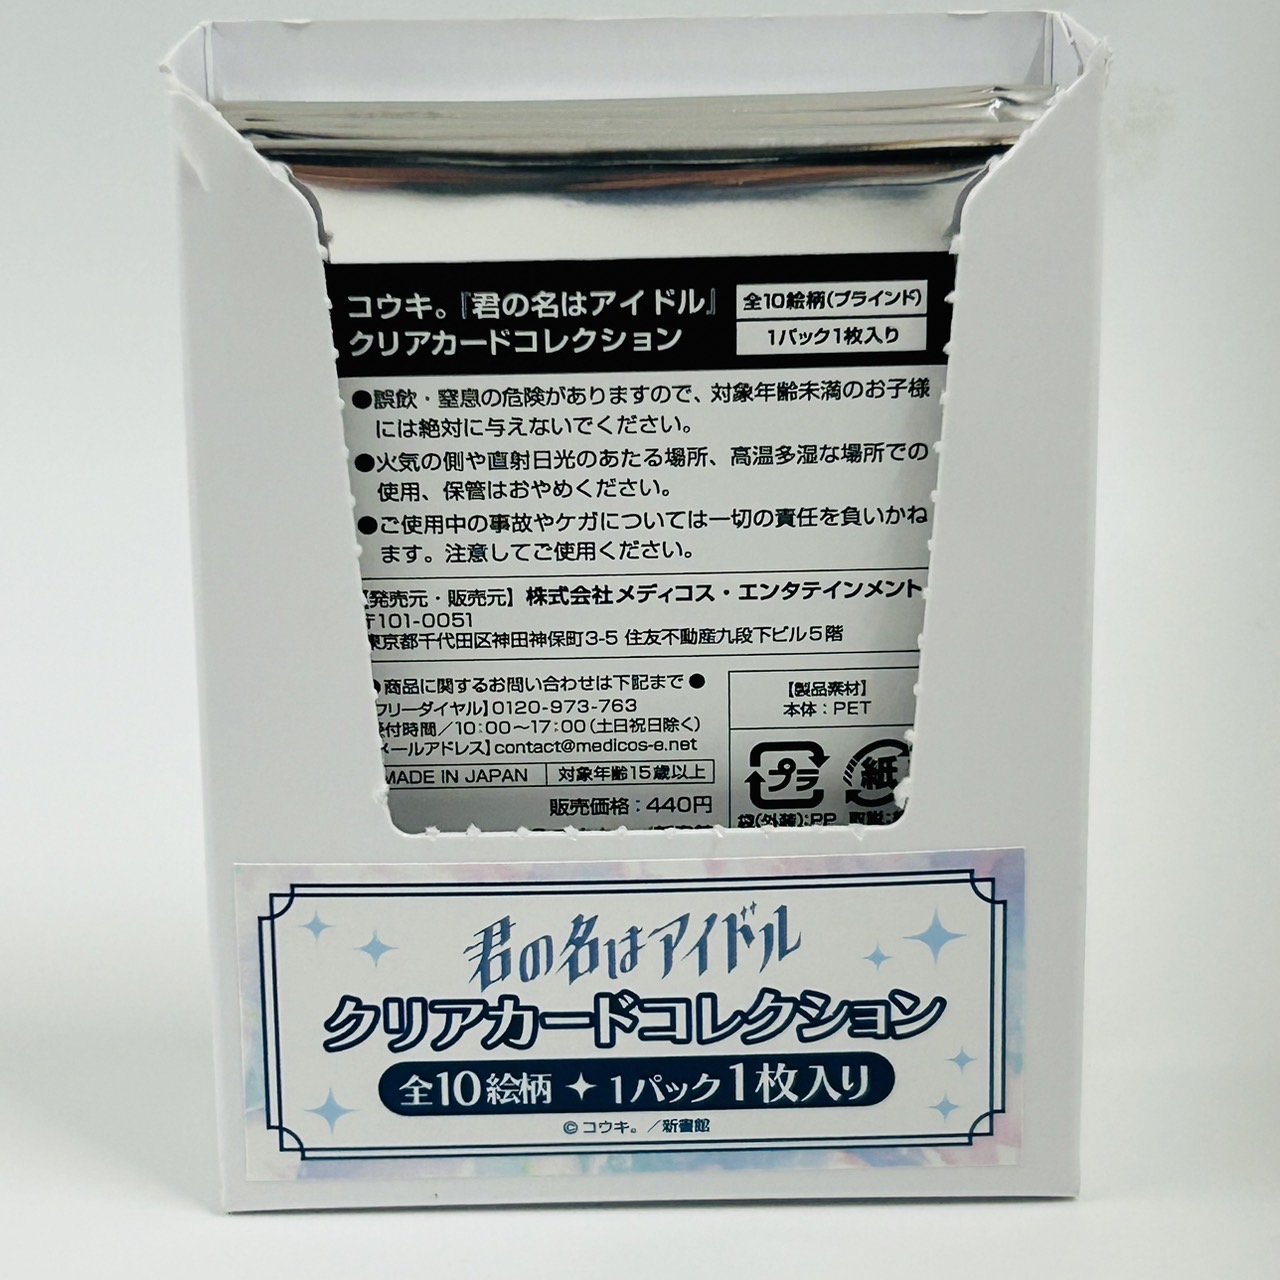 コウキ。『君の名はアイドル』
クリアカードコレクション
全10絵柄(ブラインド)
1パック1枚入り
●誤飲・窒息の危険がありますので、対象年齢未満のお子様
には絶対に与えないでください。
●火気の側や直射日光のあたる場所、高温多湿な場所での
使用、保管はおやめください。
●ご使用中の事故やケガについては一切の責任を負いかね
ます。注意してご使用ください。
【発売元・販売元】株式会社メディコス・エンタテインメント
〒101-0051
東京都千代田区神田神保町3-5 住友不動産九段下ビル5階
●商品に関するお問い合わせは下記まで●
フリーダイヤル】0120-973-763
受付時間／10:00～17:00(土日祝日除く)
メールアドレス】contact@medicos-e.net
MADE IN JAPAN
対象年齢15歳以上
販売価格：440円
【製品素材】
本体：PET
プラ
紙
袋(外装):PP
君の名はアイドル
クリアカードコレクション
全10絵柄 ✦ 1パック1枚入り
©コウキ。／新書館